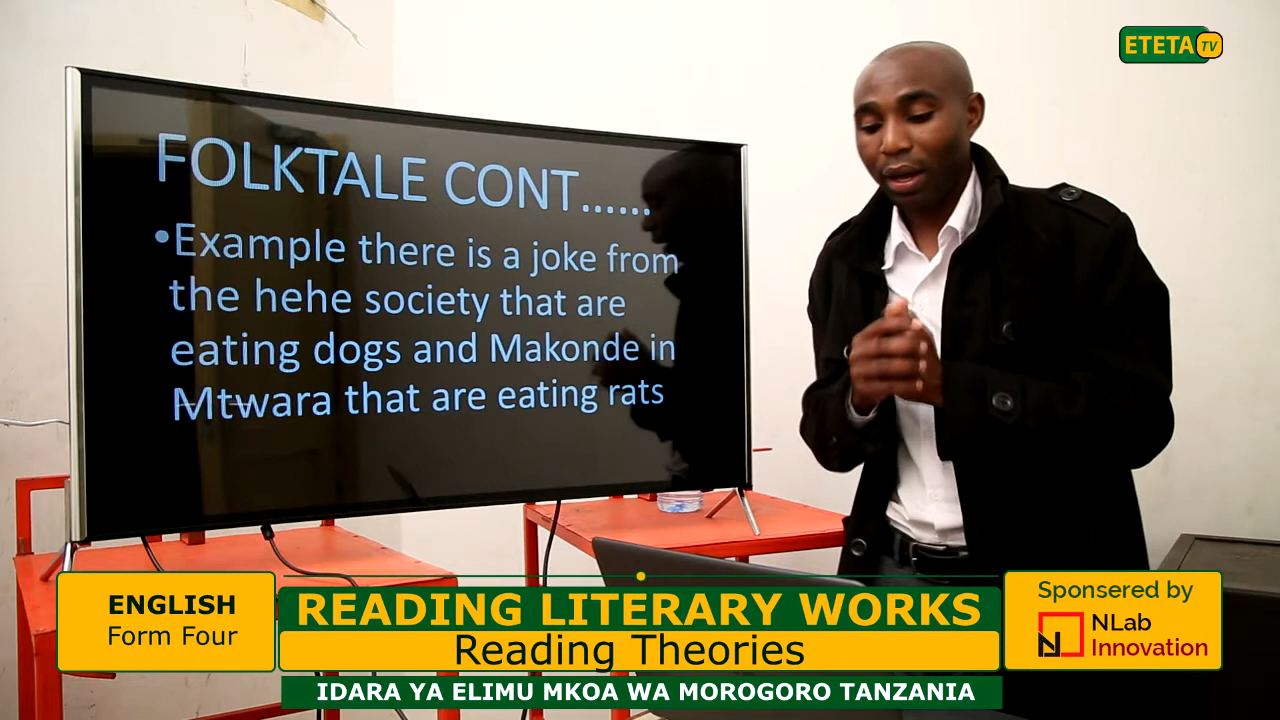 ETETA TV
FOLKTALE CONT......
•Example there is a joke from
the hehe society that are
eating dogs and Makonde in
Mtwara that are eating rats
ENGLISH
Form Four
READING LITERARY WORKS
Reading Theories
IDARA YA ELIMU MKOA WA MOROGORO TANZANIA
Sponsered by
NLab
Innovation